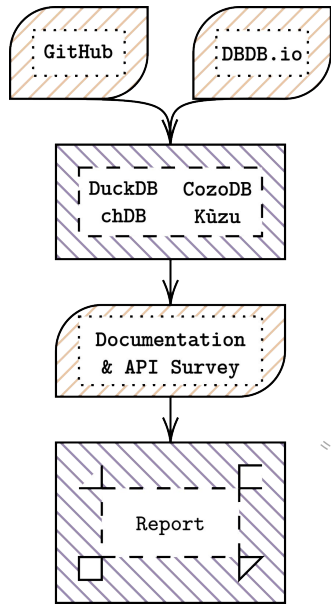 GitHub
DBDB.io
DuckDB CozoDB
chDB Kùzu
Documentation
& API Survey
Report